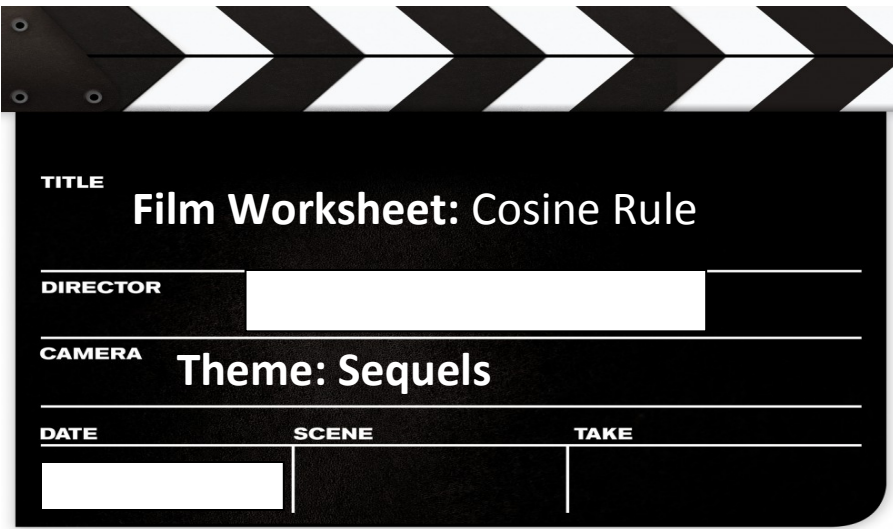 TITLE
Film Worksheet: Cosine Rule
DIRECTOR
CAMERA
Theme: Sequels
DATE SCENE TAKE